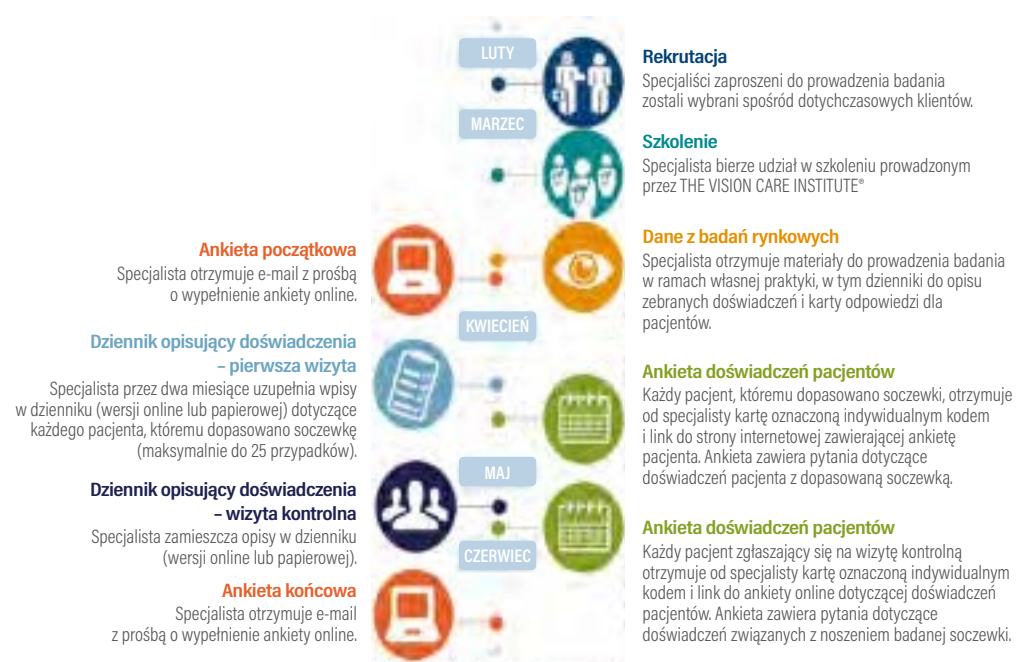 LUTY
Rekrutacja
Specjaliści zaproszeni do prowadzenia badania
zostali wybrani spośród dotychczasowych klientów.
MARZEC
Szkolenie
Specjalista bierze udział w szkoleniu prowadzonym
przez THE VISION CARE INSTITUTE®
Dane z badań rynkowych
Specjalista otrzymuje materiały do prowadzenia badania
w ramach własnej praktyki, w tym dzienniki do opisu
zebranych doświadczeń i karty odpowiedzi dla
pacjentów.
Ankieta początkowa
Specjalista otrzymuje e-mail z prośbą
o wypełnienie ankiety online.
KWIECIEŃ
Dziennik opisujący doświadczenia
– pierwsza wizyta
Specjalista przez dwa miesiące uzupełnia wpisy
w dzienniku (wersji online lub papierowej) dotyczące
każdego pacjenta, któremu dopasowano soczewkę
(maksymalnie do 25 przypadków).
Ankieta doświadczeń pacjentów
Każdy pacjent, któremu dopasowano soczewki, otrzymuje
od specjalisty kartę oznaczoną indywidualnym kodem
i link do strony internetowej zawierającej ankietę
pacjenta. Ankieta zawiera pytania dotyczące
doświadczeń pacjenta z dopasowaną soczewką.
MAJ
Dziennik opisujący doświadczenia
– wizyta kontrolna
Specjalista zamieszcza opisy w dzienniku
(wersji online lub papierowej).
Ankieta doświadczeń pacjentów
Każdy pacjent zgłaszający się na wizytę kontrolną
otrzymuje od specjalisty kartę oznaczoną indywidualnym
kodem i link do ankiety online dotyczącej doświadczeń
pacjentów. Ankieta zawiera pytania dotyczące
doświadczeń związanych z noszeniem badanej soczewki.
CZERWIEC
Ankieta końcowa
Specjalista otrzymuje e-mail
z prośbą o wypełnienie ankiety online.